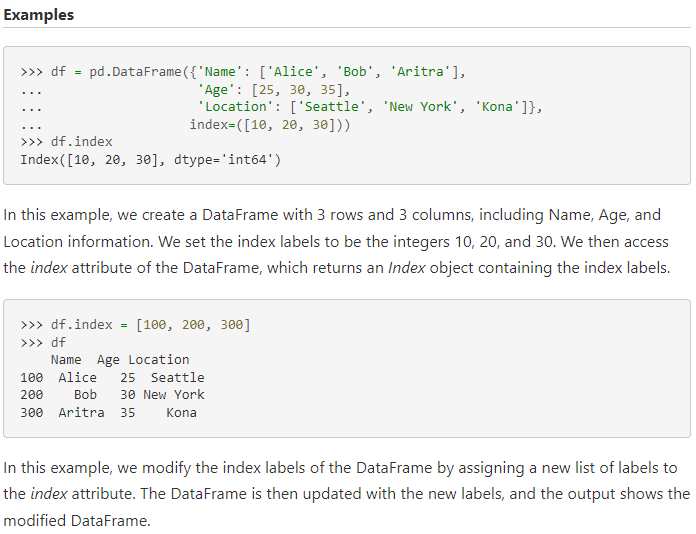 Examples
>>> df = pd.DataFrame({'Name': ['Alice', 'Bob', 'Aritra'],
...                    'Age': [25, 30, 35],
...                    'Location': ['Seattle', 'New York', 'Kona']},
...                   index=([10, 20, 30]))
>>> df.index
Index([10, 20, 30], dtype='int64')
In this example, we create a DataFrame with 3 rows and 3 columns, including Name, Age, and
Location information. We set the index labels to be the integers 10, 20, and 30. We then access
the index attribute of the DataFrame, which returns an Index object containing the index labels.
>>> df.index = [100, 200, 300]
>>> df
    Name  Age Location
100  Alice   25  Seattle
200    Bob   30 New York
300  Aritra  35    Kona
In this example, we modify the index labels of the DataFrame by assigning a new list of labels to
the index attribute. The DataFrame is then updated with the new labels, and the output shows the
modified DataFrame.